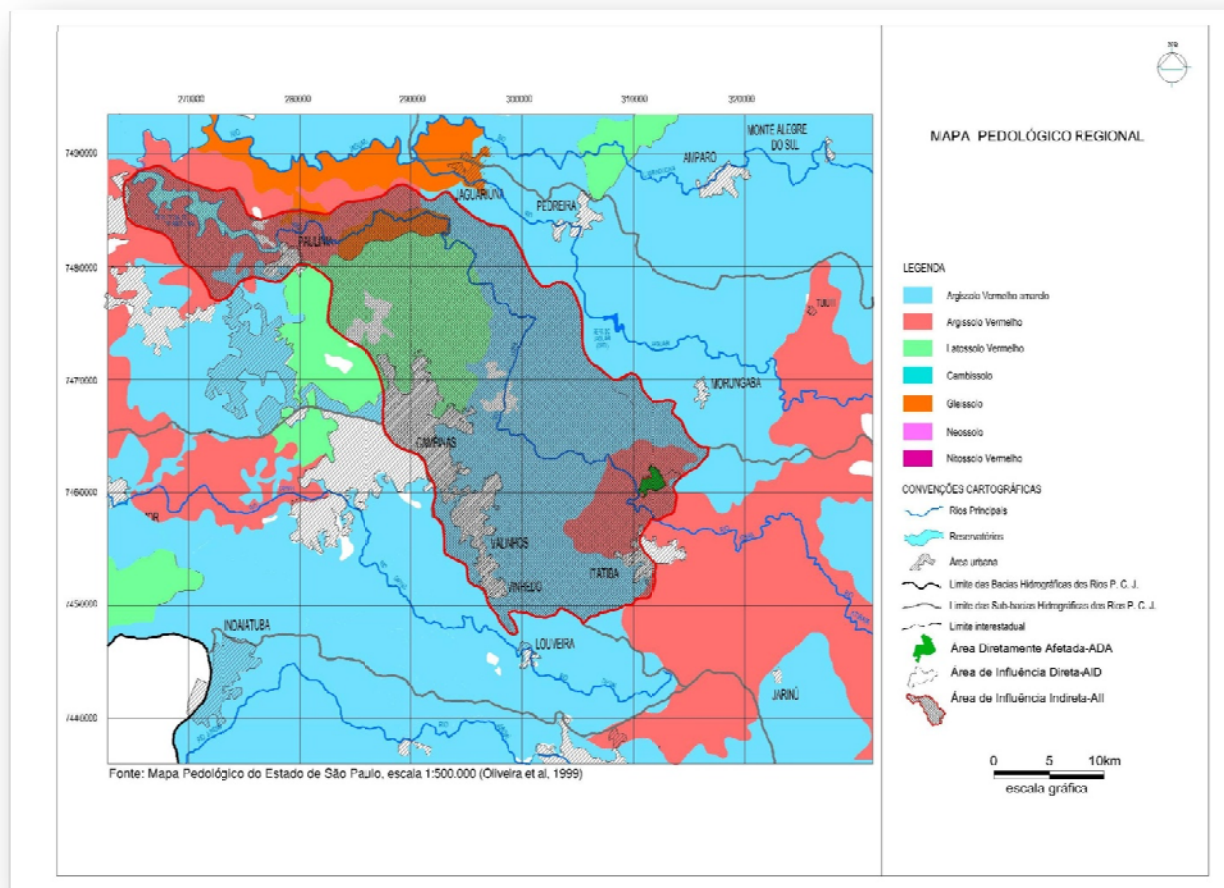 270000 280000 290000 300000 310000 320000
7490000
7480000
7470000
7460000
7450000
7440000
MONTE ALEGRE
DO SUL
AMPARO
PEDREIRA
PAULÍNIA
MORUNGABA
CAMPINAS
VALINHOS
ITATIBA
LOUVEIRA
JARINÚ
Fonte: Mapa Pedológico do Estado de São Paulo, escala 1:500.000 (Oliveira et al, 1999)
MAPA PEDOLÓGICO REGIONAL
LEGENDA
Argissolo Vermelho amarelo
Argissolo Vermelho
Latossolo Vermelho
Cambissolo
Gleissolo
Neossolo
Nitossolo Vermelho
CONVENÇÕES CARTOGRÁFICAS
Rios Principais
Reservatórios
Área urbana
Limite das Bacias Hidrográficas dos Rios P. C. J.
Limite das Sub-bacias Hidrográficas dos Rios P. C. J.
Limite interestadual
Área Diretamente Afetada-ADA
Área de Influência Direta-AID
Área de Influência Indireta-AII
0 5 10km
escala gráfica